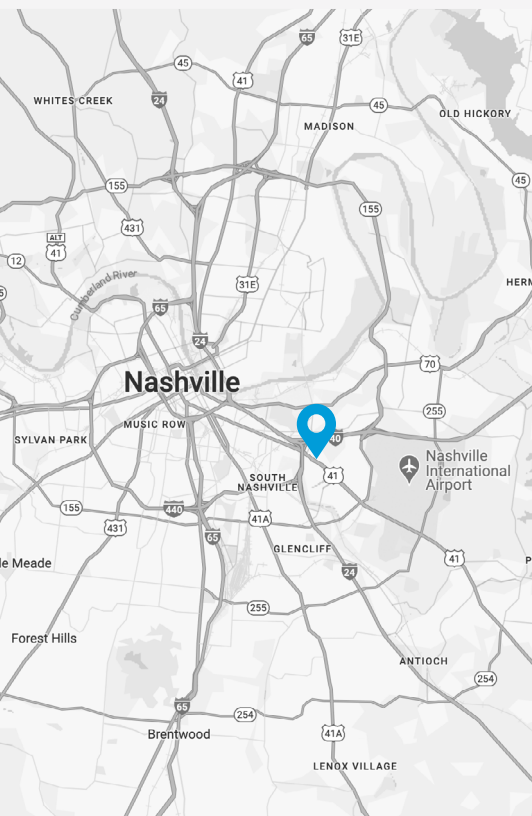 65
31E
45
41
24
WHITES CREEK
45
OLD HICKORY
MADISON
45
155
155
431
ALT
41
12
Cumberland River
31E
HERM
65
24
70
Nashville
255
MUSIC ROW
40
SYLVAN PARK
Nashville
International
Airport
41
SOUTH
NASHVILLE
155
440
41A
431
65
GLENCLIFF
41
le Meade
24
255
Forest Hills
ANTIOCH
254
65
254
Brentwood
41A
LENOX VILLAGE